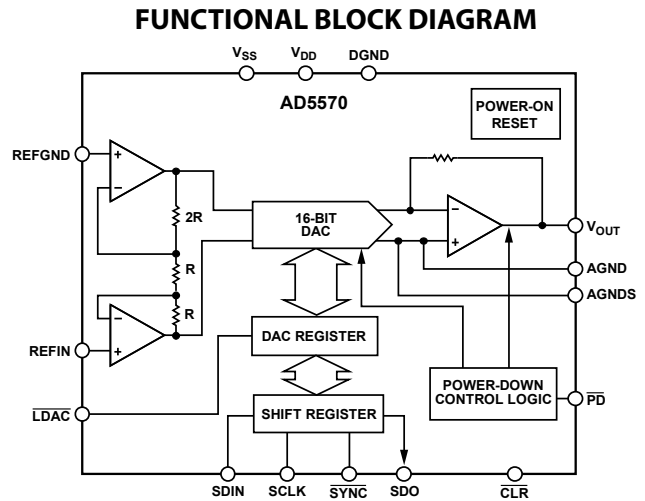 FUNCTIONAL BLOCK DIAGRAM
VSS VDD DGND
AD5570
POWER-ON
RESET
REFGND
+
−
2R
R
−
R
+
REFIN
16-BIT
DAC
−
+
VOUT
AGND
AGNDS
DAC REGISTER
LDAC
SHIFT REGISTER
POWER-DOWN
CONTROL LOGIC
PD
SDIN SCLK SYNC SDO CLR